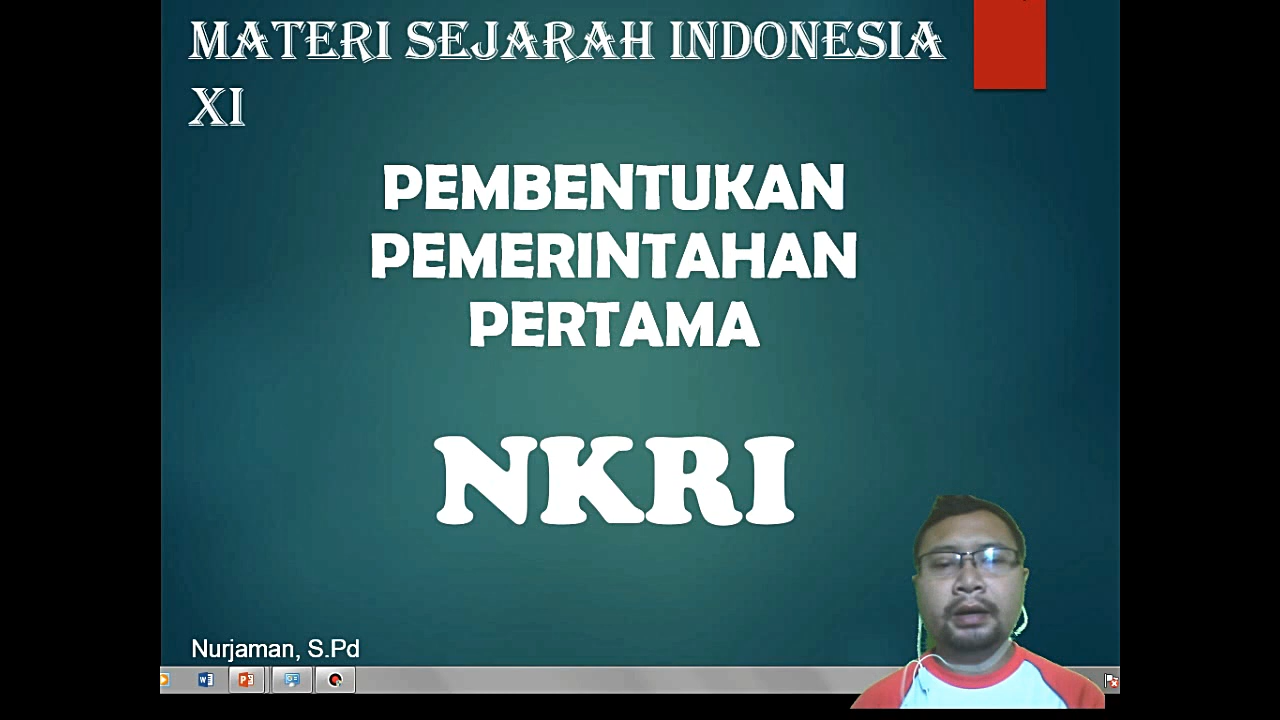 MATERI SEJARAH INDONESIA
XI
PEMBENTUKAN
PEMERINTAHAN
PERTAMA
NKRI
Nurjaman, S.Pd